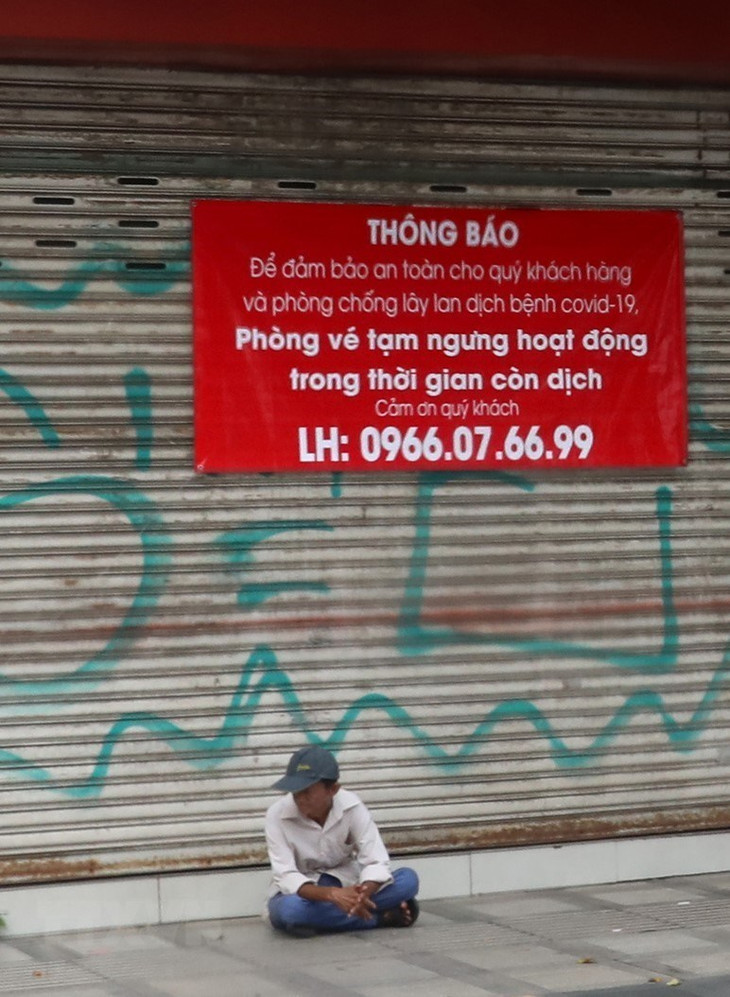 THÔNG BÁO
Để đảm bảo an toàn cho quý khách hàng
và phòng chống lây lan dịch bệnh covid-19,
Phòng vé tạm ngưng hoạt động
trong thời gian còn dịch
Cảm ơn quý khách
LH: 0966.07.66.99